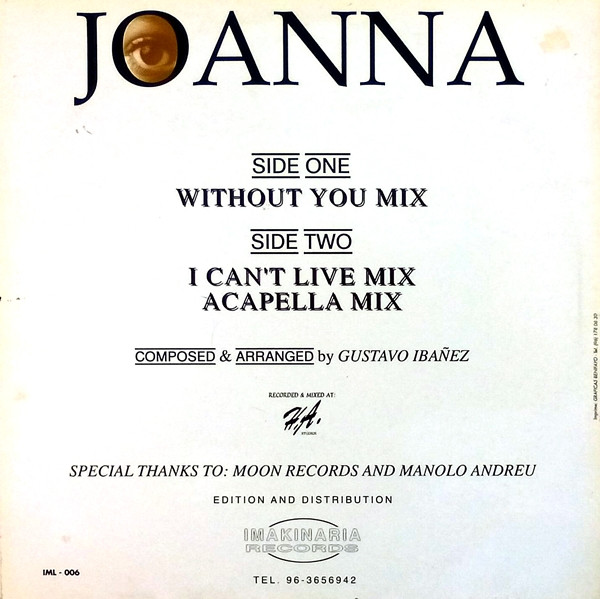 JOANNA
SIDE ONE
WITHOUT YOU MIX
SIDE TWO
I CAN'T LIVE MIX
ACAPELLA MIX
COMPOSED & ARRANGED by GUSTAVO IBAÑEZ
RECORDED & MIXED AT:
H.A.
STUDIOS
SPECIAL THANKS TO: MOON RECORDS AND MANOLO ANDREU
EDITION AND DISTRIBUTION
IMAKINARIA
RECORDS
IML - 006
TEL. 96-3656942